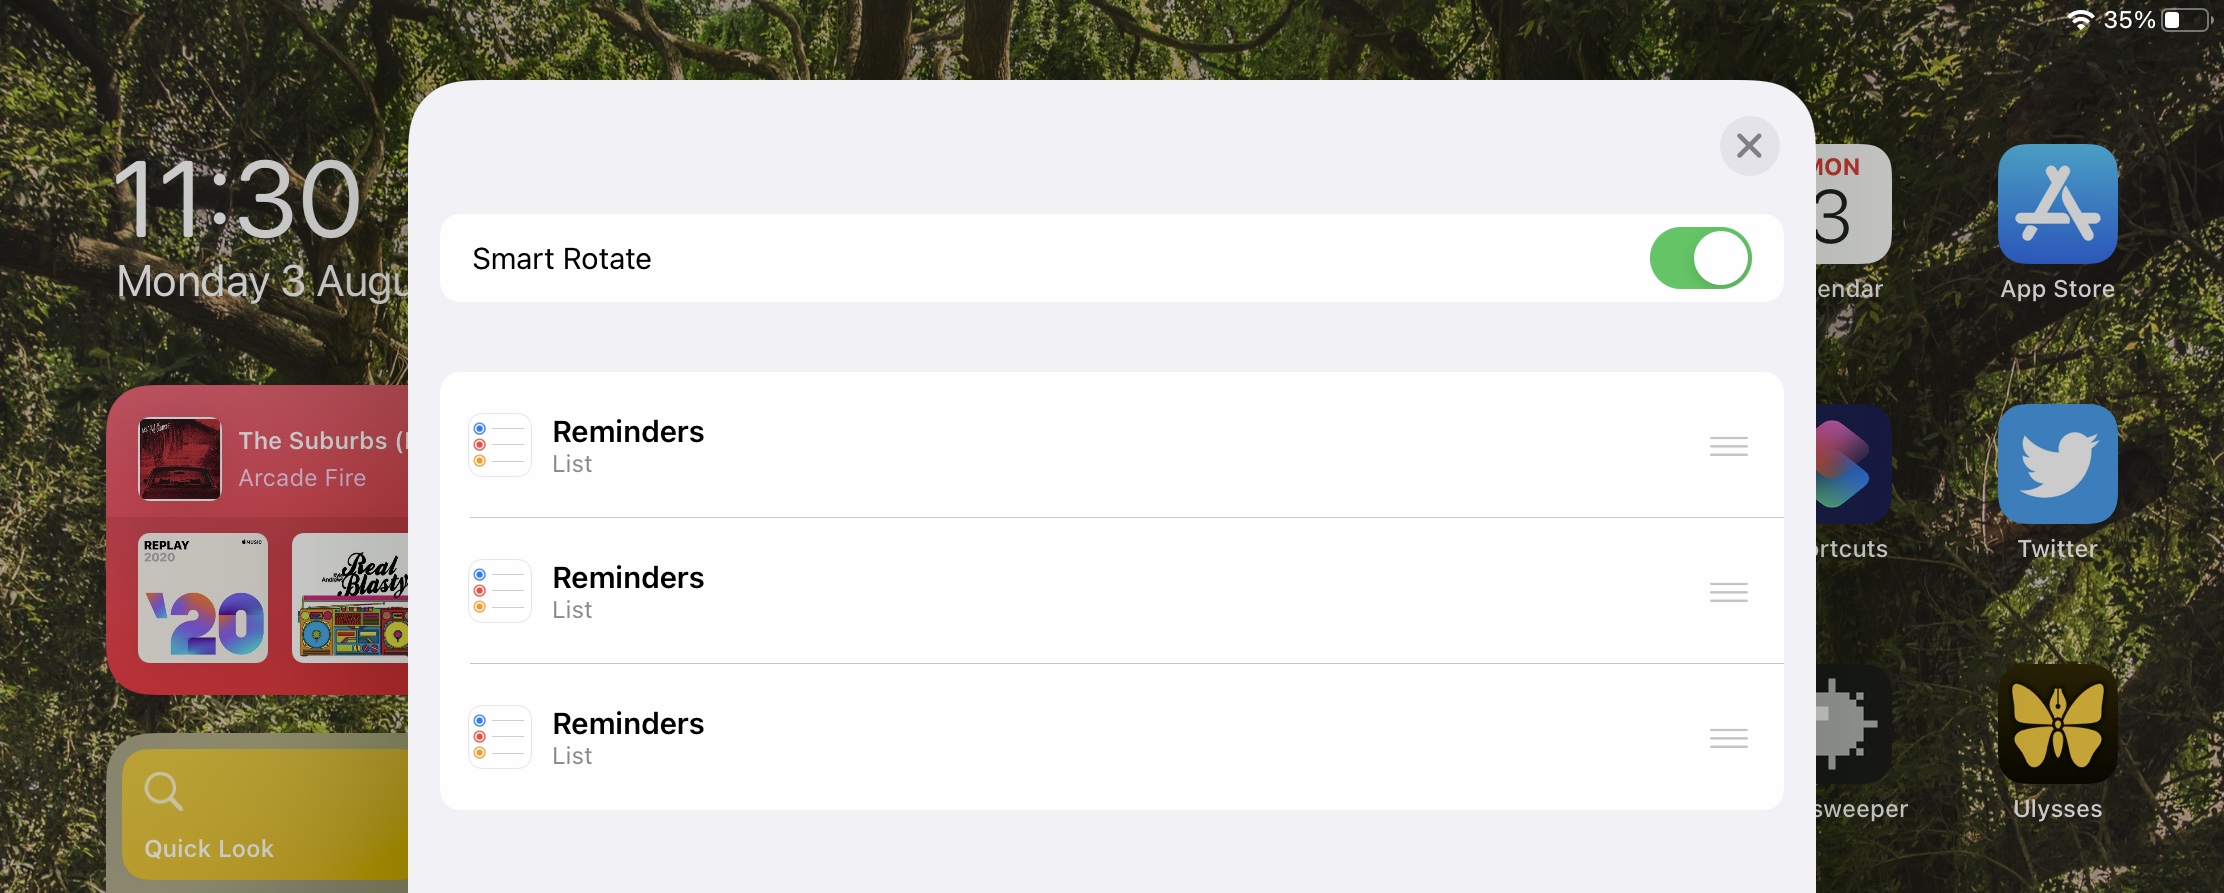 35%
11:30
Monday 3 Augu
Smart Rotate
MON
3
endar
App Store
The Suburbs (
Arcade Fire
Reminders
List
REPLAY
2020
MUSIC
'20
Real
Blasty
Reminders
List
rtcuts
Twitter
Reminders
List
Quick Look
sweeper
Ulysses